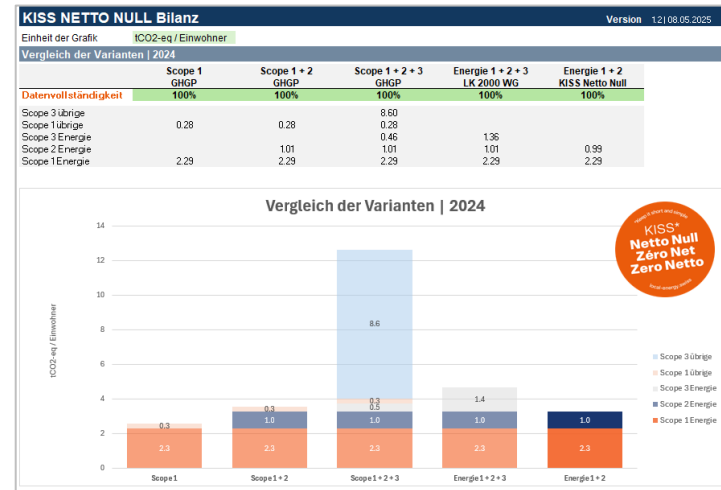 KISS NETTO NULL Bilanz Version 1.2 | 08.05.2025
Einheit der Grafik tCO2-eq / Einwohner
Vergleich der Varianten | 2024
Scope 1 Scope 1 + 2 Scope 1 + 2 + 3 Energie 1 + 2 + 3 Energie 1 + 2
GHGP GHGP GHGP LK 2000 WG KISS Netto Null
Datenvollständigkeit 100% 100% 100% 100% 100%
Scope 3 übrige 8.60
Scope 1 übrige 0.28 0.28 0.28
Scope 3 Energie 0.46 1.36
Scope 2 Energie 1.01 1.01 1.01 0.99
Scope 1 Energie 2.29 2.29 2.29 2.29 2.29
Vergleich der Varianten | 2024
*keep it short and simple
KISS*
Netto Null
Zéro Net
Zero Netto
local-energy.swiss
tCO2-eq / Einwohner
14
12
10
8
6
4
2
0
8.6
0.3
0.3
0.3
0.5
1.4
1.0
1.0
1.0
1.0
2.3
2.3
2.3
2.3
2.3
Scope 3 übrige
Scope 1 übrige
Scope 3 Energie
Scope 2 Energie
Scope 1 Energie
Scope 1
Scope 1 + 2
Scope 1 + 2 + 3
Energie 1 + 2 + 3
Energie 1 + 2